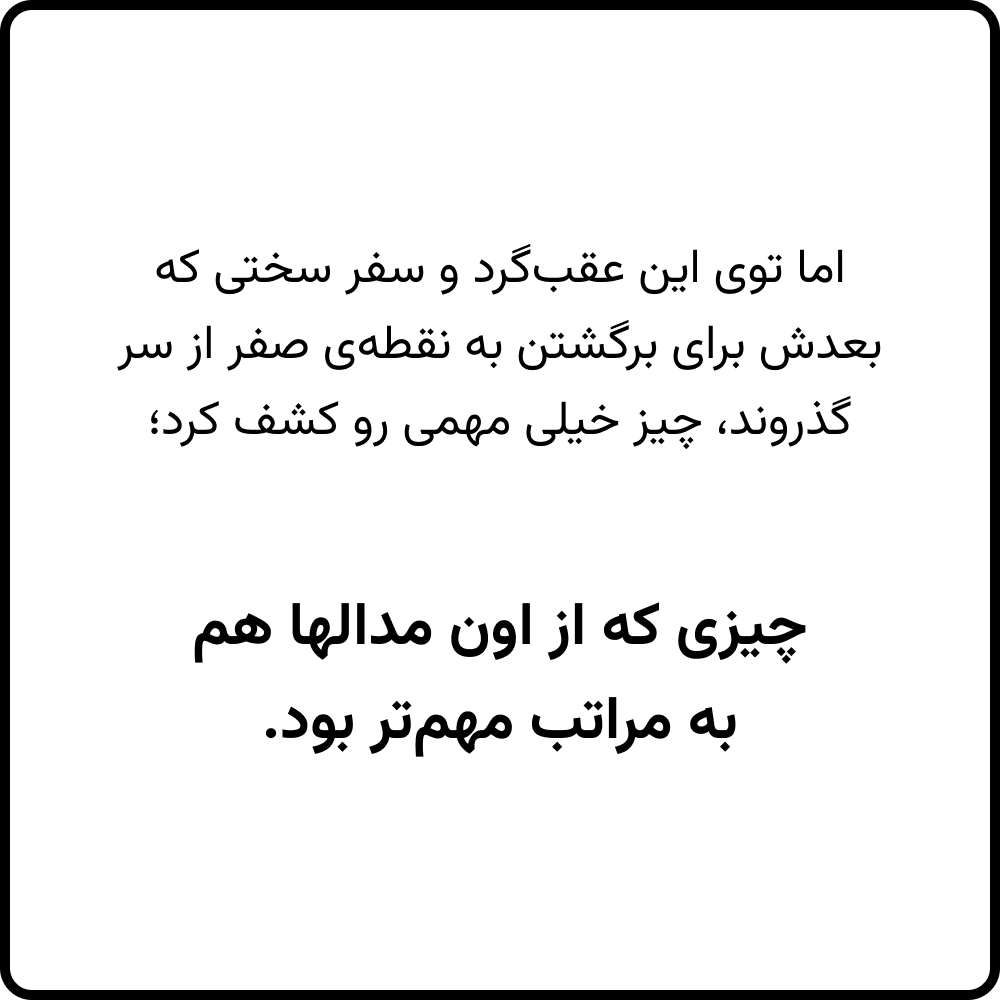 اما توی این عقب‌گرد و سفر سختی که
بعدش برای برگشتن به نقطه‌ی صفر از سر
گذروند، چیز خیلی مهمی رو کشف کرد؛
چیزی که از اون مدالها هم
به مراتب مهم‌تر بود.